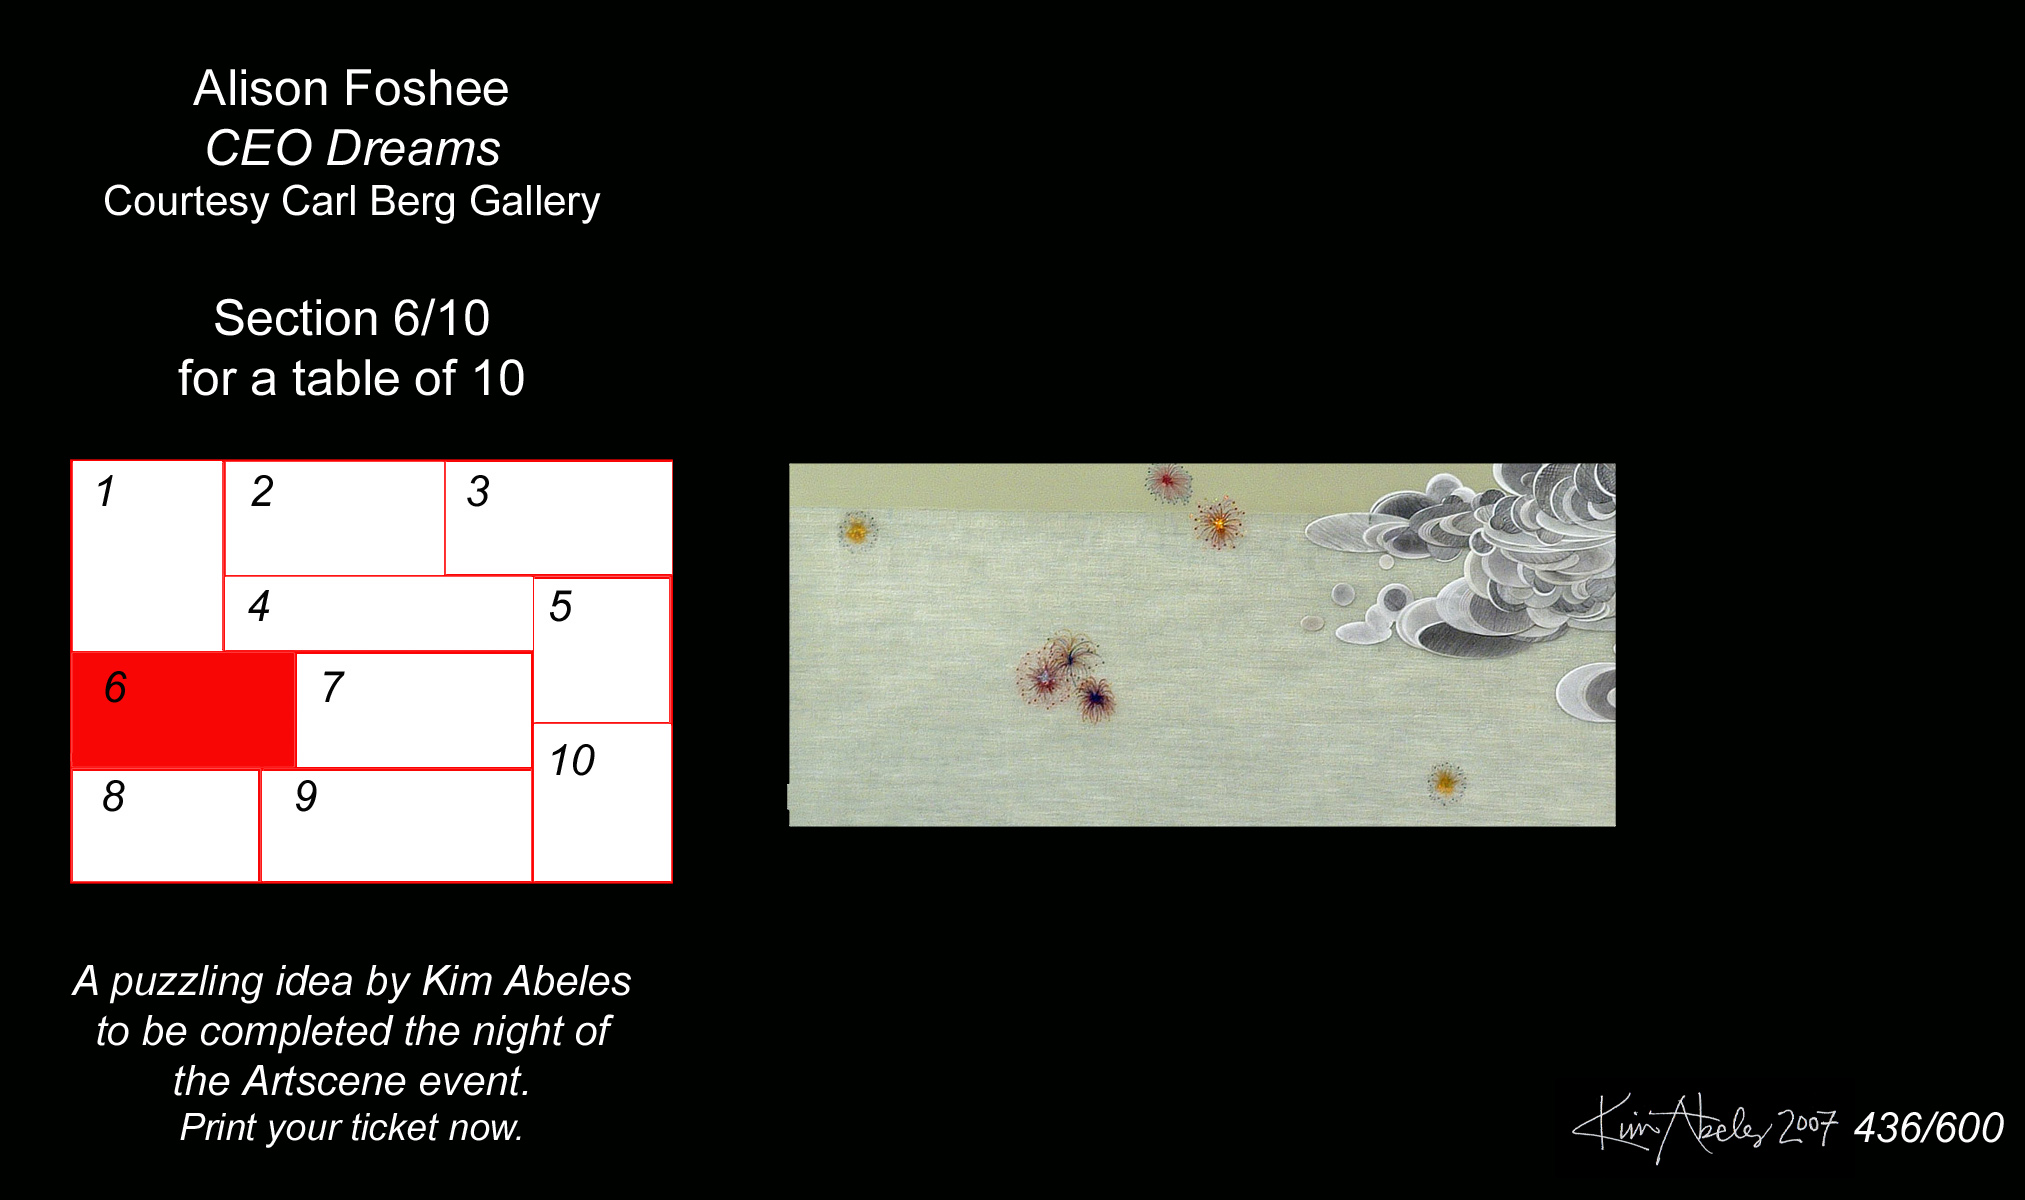 Alison Foshee
CEO Dreams
Courtesy Carl Berg Gallery
Section 6/10
for a table of 10
1
2
3
4
5
6
7
8
9
10
A puzzling idea by Kim Abeles
to be completed the night of
the Artscene event.
Print your ticket now.
Kim Abeles 2007 436/600